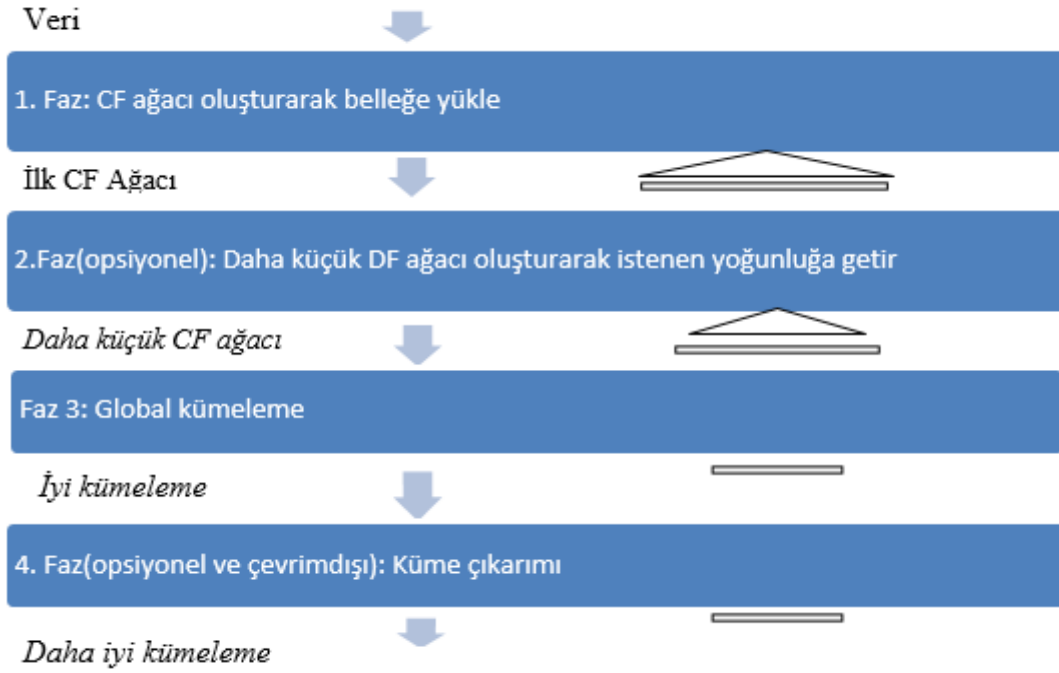 Veri
1. Faz: CF ağacı oluşturarak belleğe yükle
İlk CF Ağacı
2.Faz(opsiyonel): Daha küçük DF ağacı oluşturarak istenen yoğunluğa getir
Daha küçük CF ağacı
Faz 3: Global kümeleme
İyi kümeleme
4. Faz(opsiyonel ve çevrimdışı): Küme çıkarımı
Daha iyi kümeleme